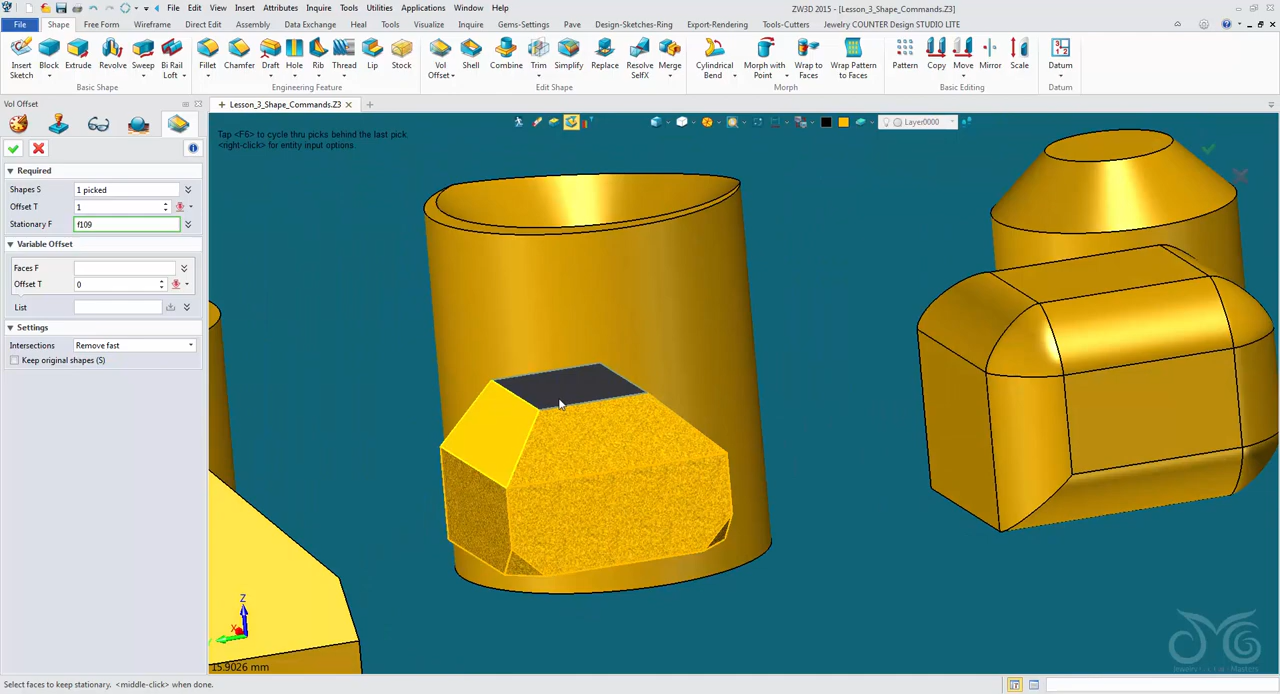 File Edit View Insert Attributes Inquire Tools Utilities Applications Window Help
ZW3D 2015 - [Lesson_3_Shape_Commands.Z3]
File Shape Free Form Wireframe Direct Edit Assembly Data Exchange Heal PMI Visualize Inquire Gems-Settings Pave Design-Sketches-Ring Export-Rendering Tools-Cutters Jewelry COUNTER Design STUDIO LITE
Insert Sketch Block Extrude Revolve Sweep Bi Rail Loft Fillet Chamfer Draft Hole Rib Thread Lip Stock Vol Offset Shell Combine Trim Simplify Replace Resolve SelfX Merge Cylindrical Bend Morph with Point Wrap to Faces Wrap Pattern to Faces Pattern Copy Move Mirror Scale Datum
Basic Shape Engineering Feature Edit Shape Morph Basic Editing Datum
Vol Offset
Lesson_3_Shape_Commands.Z3
Layer0000
Tap <F6> to cycle thru picks behind the last pick.
<right-click> for entity input options.
Required
Shapes S 1 picked
Offset T 1
Stationary F f109
Variable Offset
Faces F
Offset T 0
List
Settings
Intersections Remove fast
Keep original shapes (S)
Z
X
15.9026 mm
Select faces to keep stationary. <middle-click> when done.